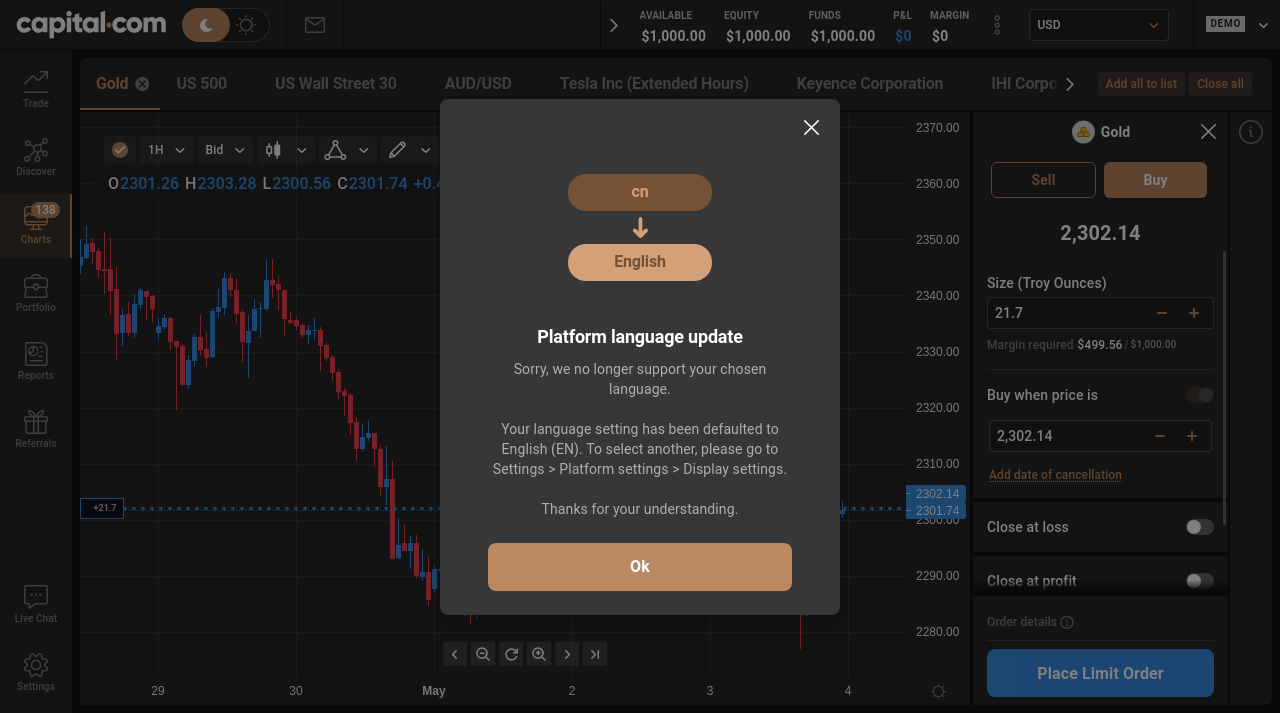 capital.com
AVAILABLE
$1,000.00
EQUITY
$1,000.00
FUNDS
$1,000.00
P&L
$0
MARGIN
$0
USD
DEMO
Trade
Discover
138
Charts
Portfolio
Reports
Referrals
Live Chat
Settings
Gold
US 500
US Wall Street 30
AUD/USD
Tesla Inc (Extended Hours)
Keyence Corporation
IHI Corpo
Add all to list
Close all
1H
Bid
O2301.26 H2303.28 L2300.56 C2301.74 +0.4
2370.00
2360.00
2350.00
2340.00
2330.00
2320.00
2310.00
2302.14
2301.74
2300.00
2290.00
2280.00
+21.7
29
30
May
2
3
4
cn
English
Platform language update
Sorry, we no longer support your chosen
language.
Your language setting has been defaulted to
English (EN). To select another, please go to
Settings > Platform settings > Display settings.
Thanks for your understanding.
Ok
Gold
Sell
Buy
2,302.14
Size (Troy Ounces)
21.7
Margin required $499.56 / $1,000.00
Buy when price is
2,302.14
Add date of cancellation
Close at loss
Close at profit
Order details
Place Limit Order